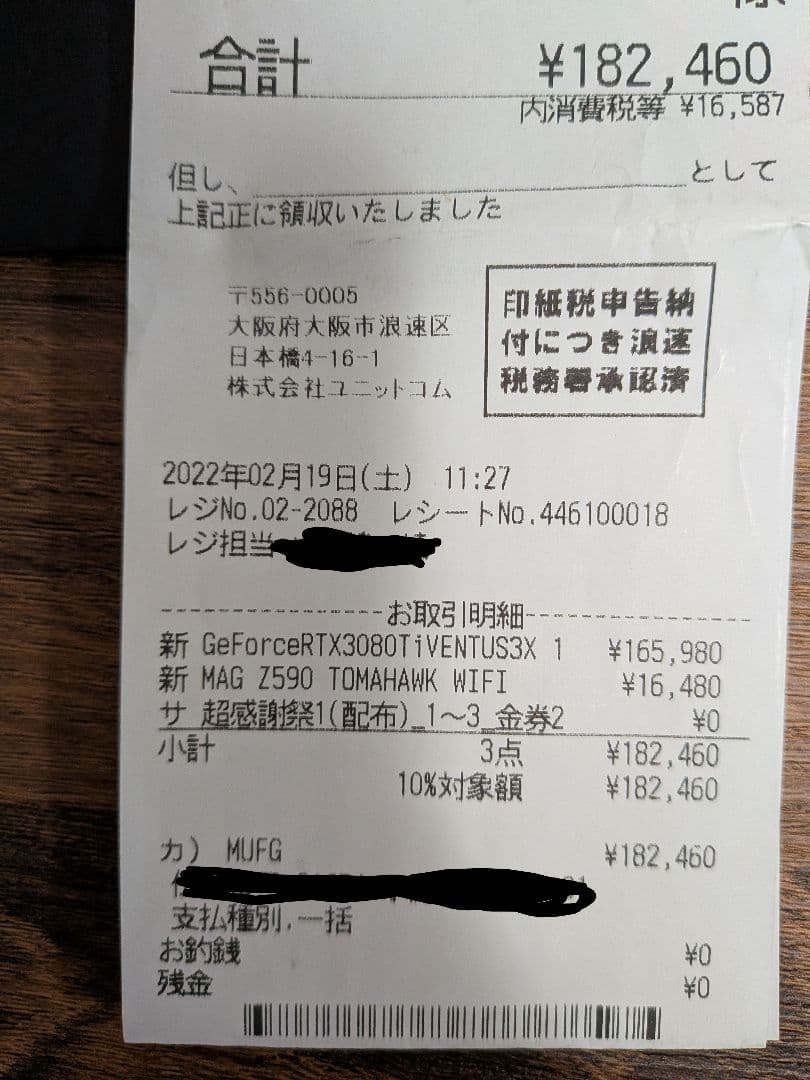 合計 ¥182,460
内消費税等 ¥16,587
但し、 として
上記正に領収いたしました
〒556-0005
大阪府大阪市浪速区
日本橋4-16-1
株式会社ユニットコム
印紙税申告納
付につき浪速
税務署承認済
2022年02月19日(土) 11:27
レジNo.02-2088 レシートNo.446100018
レジ担当
お取引明細
新 GeForceRTX3080TiVENTUS3X 1 ¥165,980
新 MAG Z590 TOMAHAWK WIFI ¥16,480
サ 超感謝祭1(配布)_1～3_金券2 ¥0
小計 3点 ¥182,460
10%対象額 ¥182,460
カ) MUFG ¥182,460
支払種別.一括
お釣銭 ¥0
残金 ¥0